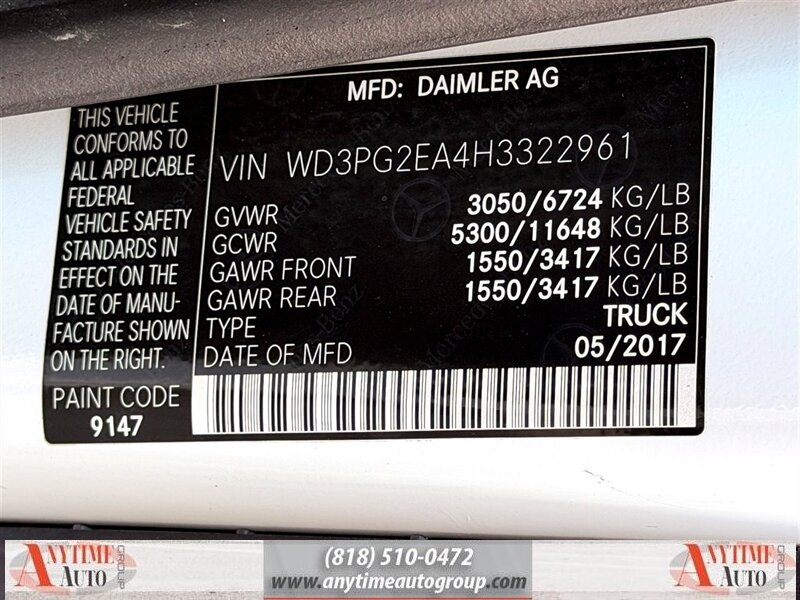 MFD: DAIMLER AG
THIS VEHICLE
CONFORMS TO
ALL APPLICABLE
FEDERAL
VEHICLE SAFETY
STANDARDS IN
EFFECT ON THE
DATE OF MANU-
FACTURE SHOWN
ON THE RIGHT.
PAINT CODE
9147
VIN WD3PG2EA4H3322961
GVWR 3050/6724 KG/LB
GCWR 5300/11648 KG/LB
GAWR FRONT 1550/3417 KG/LB
GAWR REAR 1550/3417 KG/LB
TYPE TRUCK
DATE OF MFD 05/2017
ANYTIME AUTO GROUP
(818) 510-0472
www.anytimeautogroup.com
ANYTIME AUTO GROUP